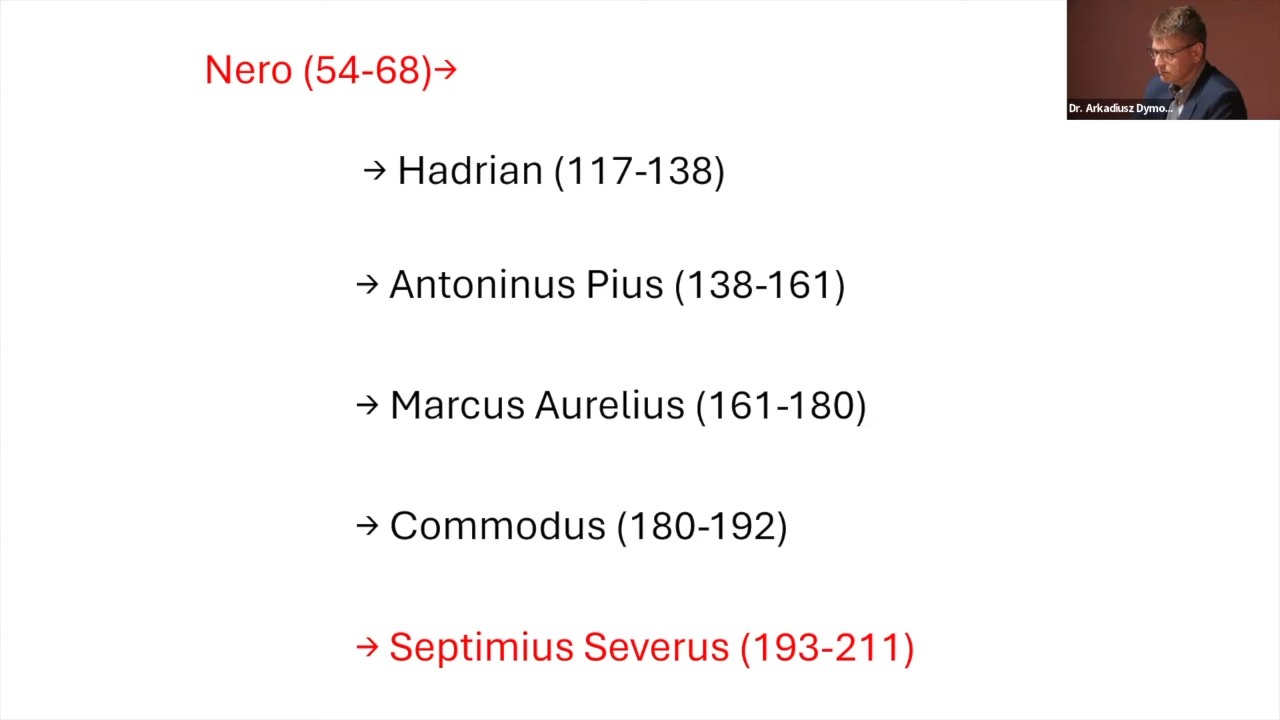 Nero (54-68)→
→ Hadrian (117-138)
→ Antoninus Pius (138-161)
→ Marcus Aurelius (161-180)
→ Commodus (180-192)
→ Septimius Severus (193-211)
Dr. Arkadiusz Dymo...